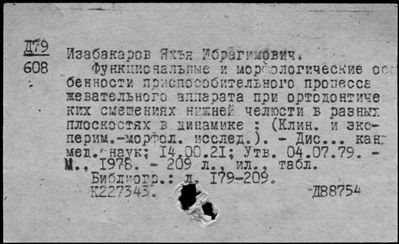 Д79
608
Изабакаров Яхья Ибрагимович.
Функциональные и морфологические осо
бенности приспособительного процесса
жевательного аппарата при ортодонтиче
ких смещениях нижней челюсти в разных
плоскостях в динамике : (Клин. и экс-
перим.-морфол. исслед.). - Дис... кан
мед. наук: 14.00.21; Утв. 04.07.79. -
М., 1978. - 209 л., ил., табл.
Библиогр.: л. 179-209.
К227343. Д88754